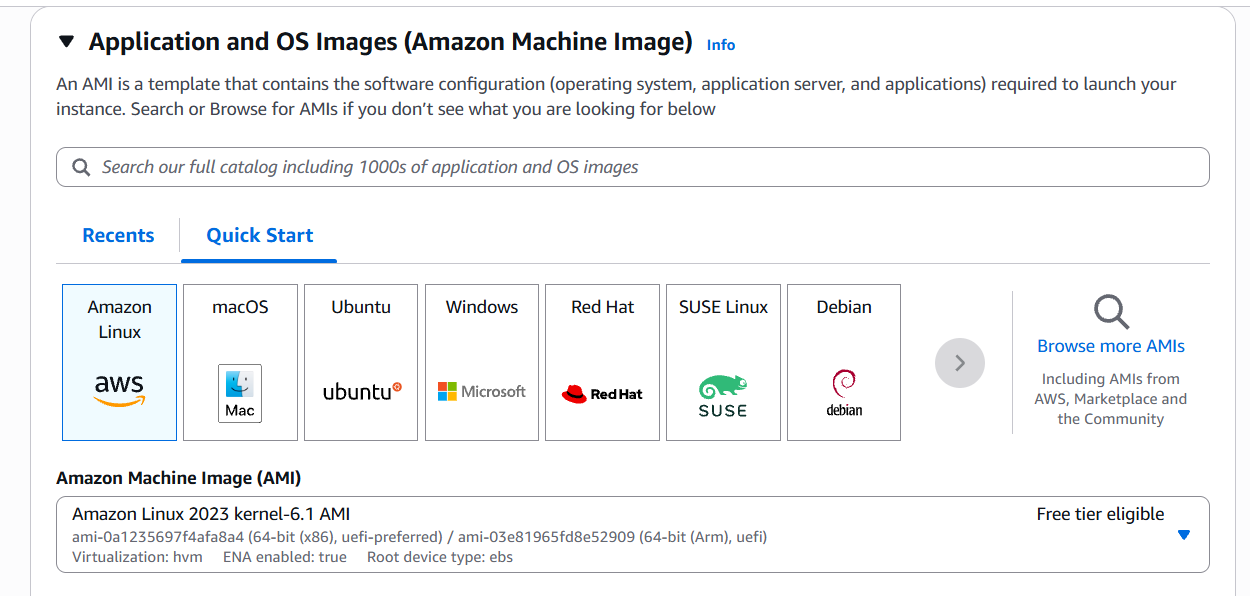 Application and OS Images (Amazon Machine Image) Info
An AMI is a template that contains the software configuration (operating system, application server, and applications) required to launch your
instance. Search or Browse for AMIs if you don’t see what you are looking for below
Search our full catalog including 1000s of application and OS images
Recents
Quick Start
Amazon
Linux
aws
macOS
Mac
Ubuntu
ubuntu
Windows
Microsoft
Red Hat
Red Hat
SUSE Linux
SUSE
Debian
debian
Browse more AMIs
Including AMIs from
AWS, Marketplace and
the Community
Amazon Machine Image (AMI)
Amazon Linux 2023 kernel-6.1 AMI
Free tier eligible
ami-0a1235697f4afa8a4 (64-bit (x86), uefi-preferred) / ami-03e81965fd8e52909 (64-bit (Arm), uefi)
Virtualization: hvm ENA enabled: true Root device type: ebs